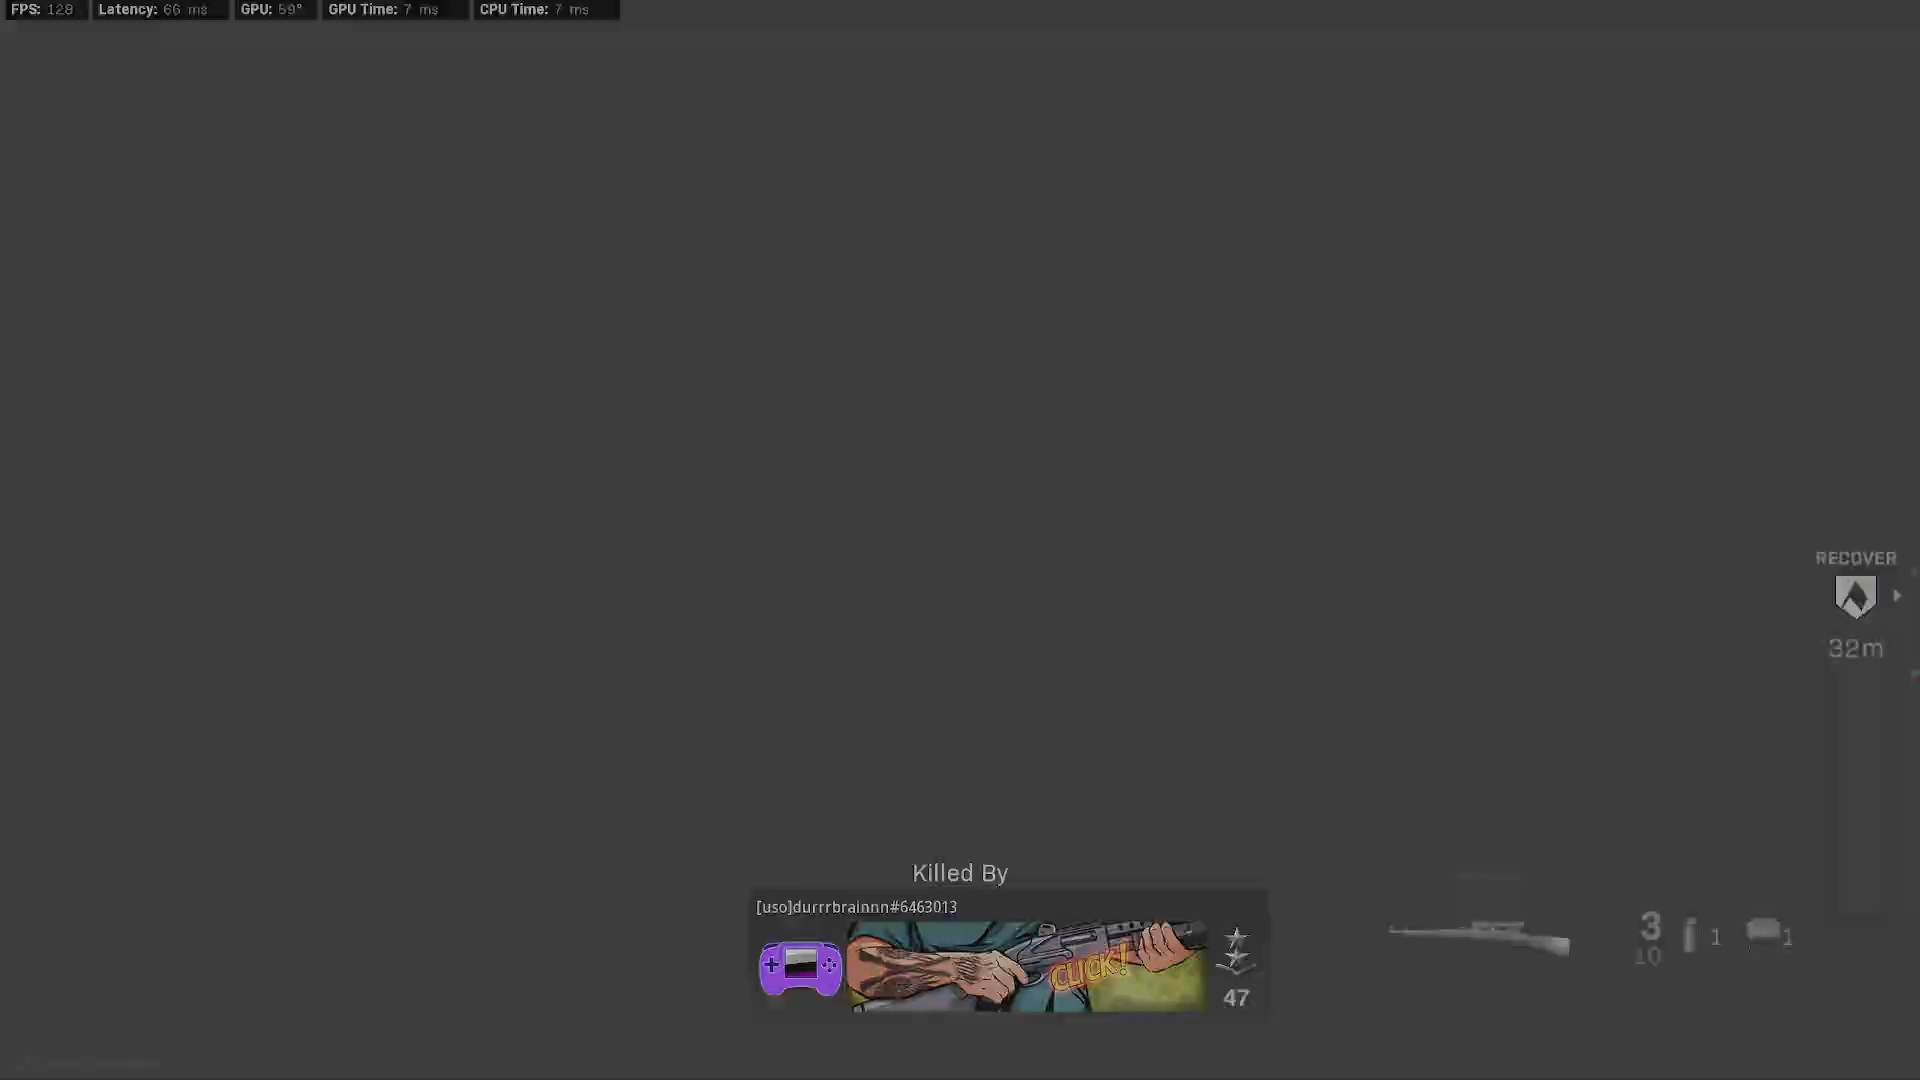 FPS: 128 Latency: 66 ms GPU: 59° GPU Time: 7 ms CPU Time: 7 ms
RECOVER
32m
Killed By
[uso]durrrbrainnn#6463013
CLICK!
47
3
10
1
1